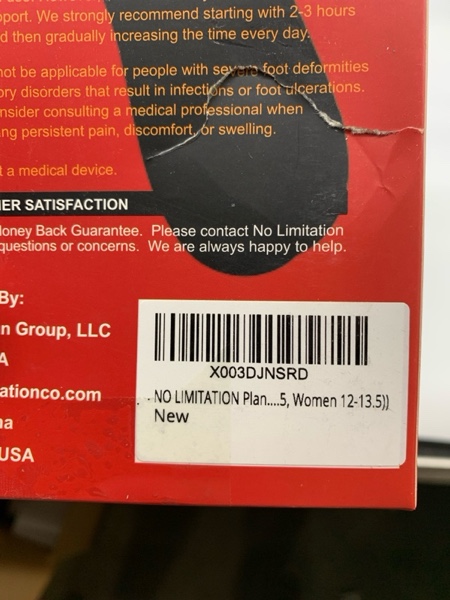 pport. We strongly recommend starting with 2-3 hours
d then gradually increasing the time every day.
not be applicable for people with severe foot deformities
ory disorders that result in infections or foot ulcerations.
nsider consulting a medical professional when
ng persistent pain, discomfort, or swelling.
t a medical device.
ER SATISFACTION
Money Back Guarantee. Please contact No Limitation
questions or concerns. We are always happy to help.
By:
n Group, LLC
A
ationco.com
na
USA
X003DJNSRD
NO LIMITATION Plan....5, Women 12-13.5))
New